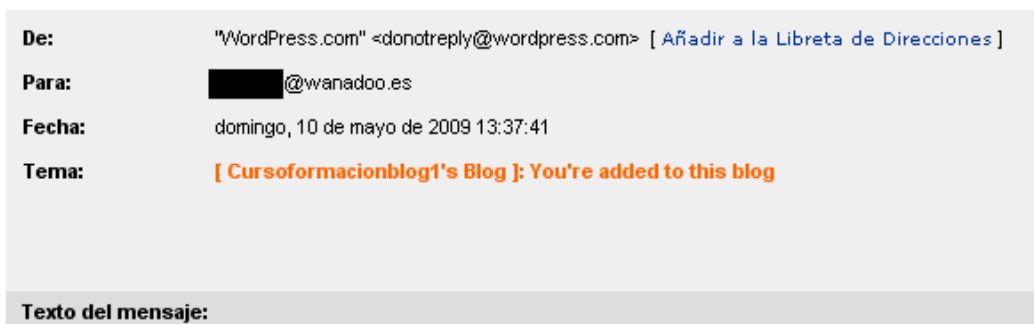 De: "WordPress.com" <donotreply@wordpress.com> [ Añadir a la Libreta de Direcciones ]
Para: @wanadoo.es
Fecha: domingo, 10 de mayo de 2009 13:37:41
Tema: [ Cursoformacionblog1's Blog ]: You're added to this blog
Texto del mensaje: